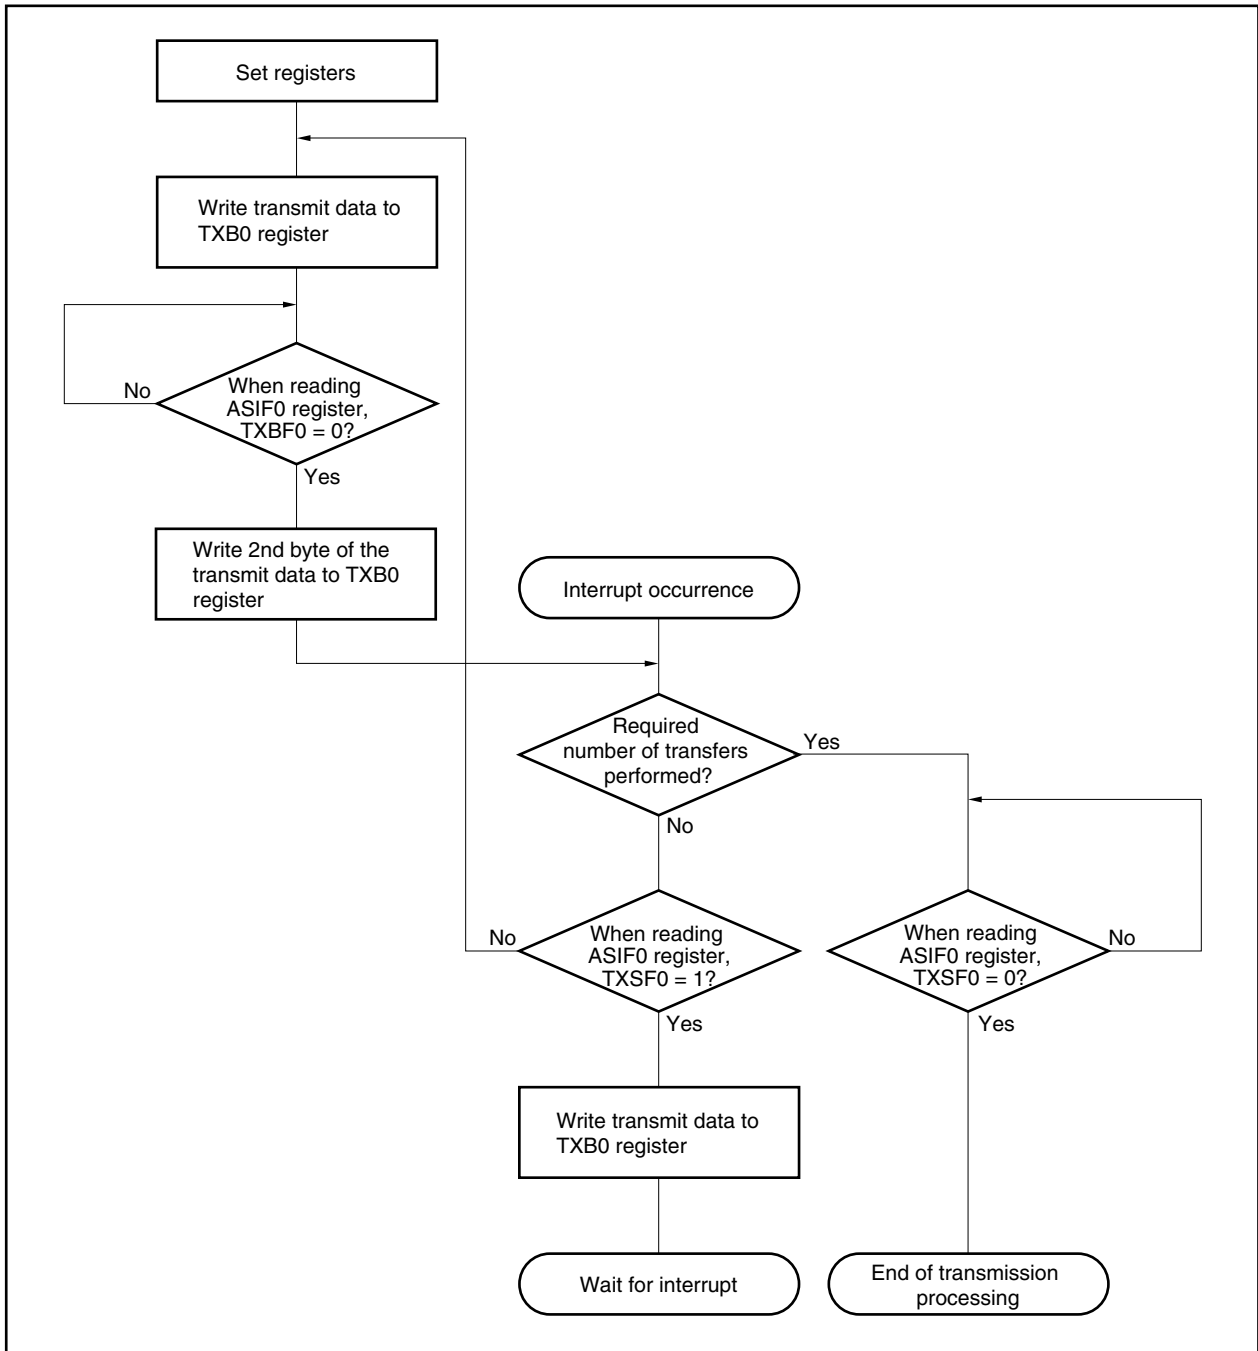 Set registers
Write transmit data to
TXB0 register
No
When reading
ASIF0 register,
TXBF0 = 0?
Yes
Write 2nd byte of the
transmit data to TXB0
register
Interrupt occurrence
Required
number of transfers
performed?
Yes
No
No
When reading
ASIF0 register,
TXSF0 = 1?
Yes
When reading
ASIF0 register,
TXSF0 = 0?
No
Yes
Write transmit data to
TXB0 register
Wait for interrupt
End of transmission
processing